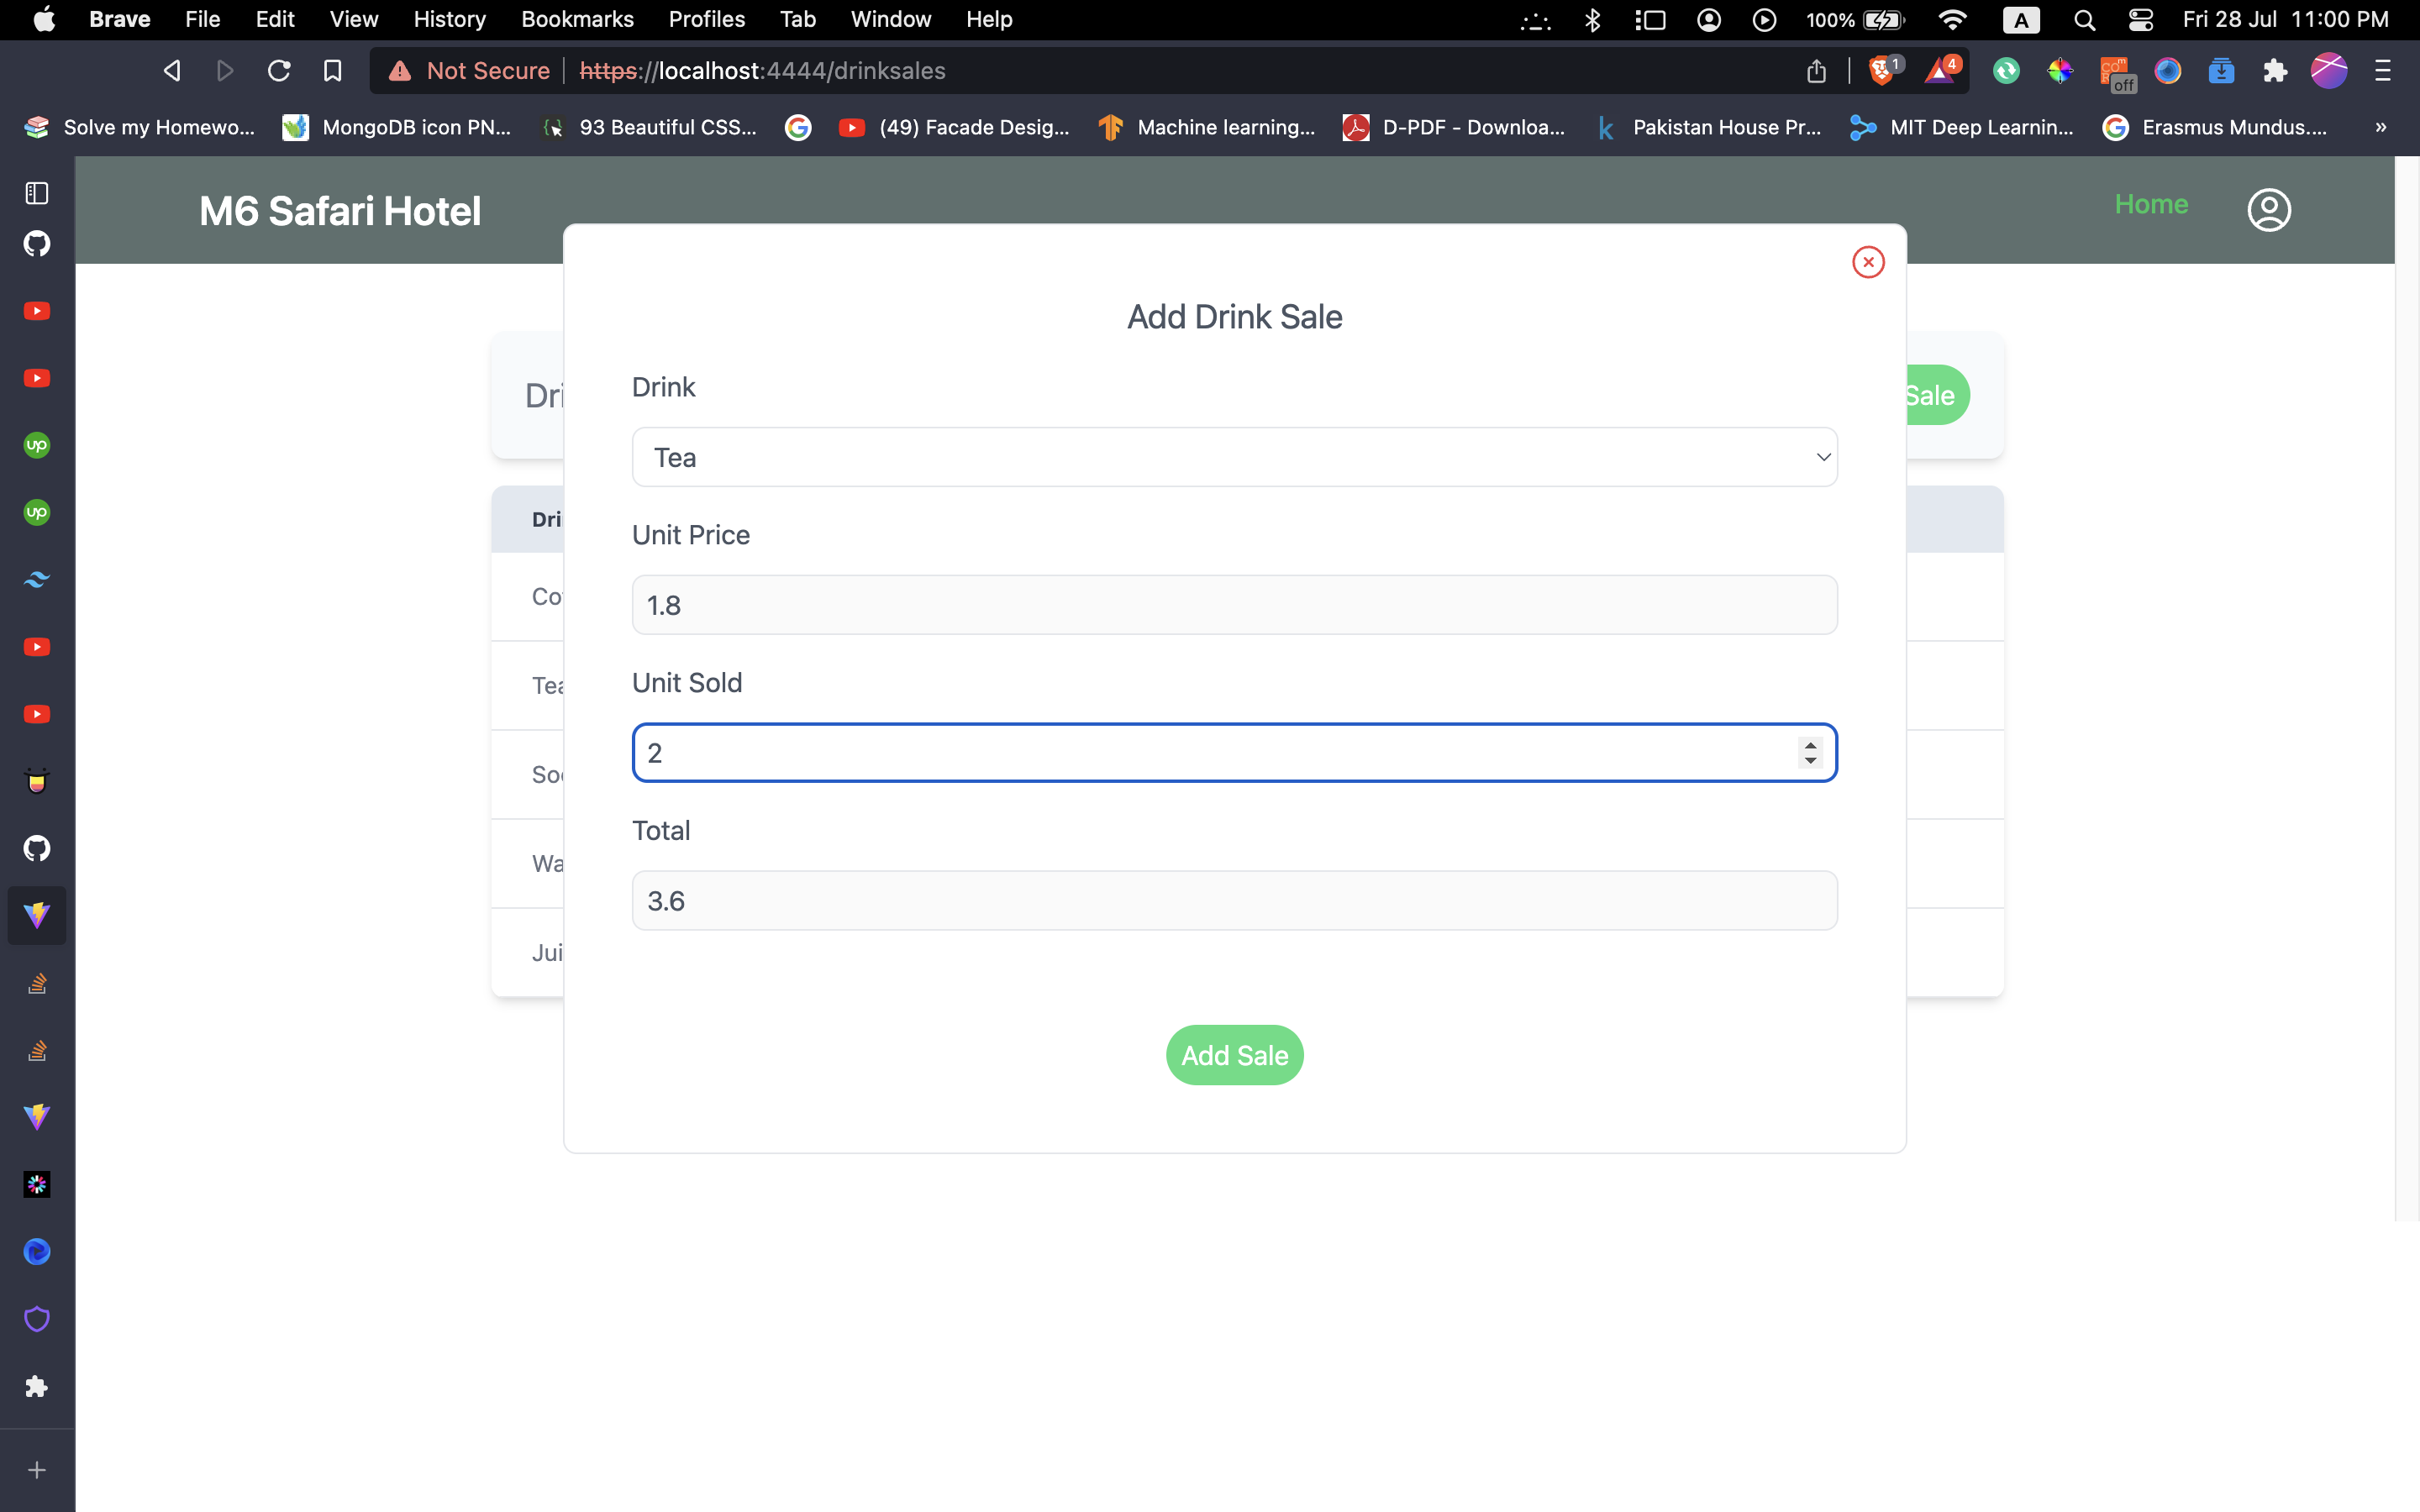 Brave File Edit View History Bookmarks Profiles Tab Window Help 100% A Fri 28 Jul 11:00 PM
Not Secure https://localhost:4444/drinksales 1 4 off
Solve my Homewo... MongoDB icon PN... 93 Beautiful CSS... (49) Facade Desig... Machine learning... D-PDF - Downloa... Pakistan House Pr... MIT Deep Learnin... Erasmus Mundus.... »
M6 Safari Hotel Home
Add Drink Sale
Drink
Dri Sale
Tea
Dri
Unit Price
Co
1.8
Unit Sold
Tea
2
So
Total
Wa
3.6
Jui
Add Sale
up
up